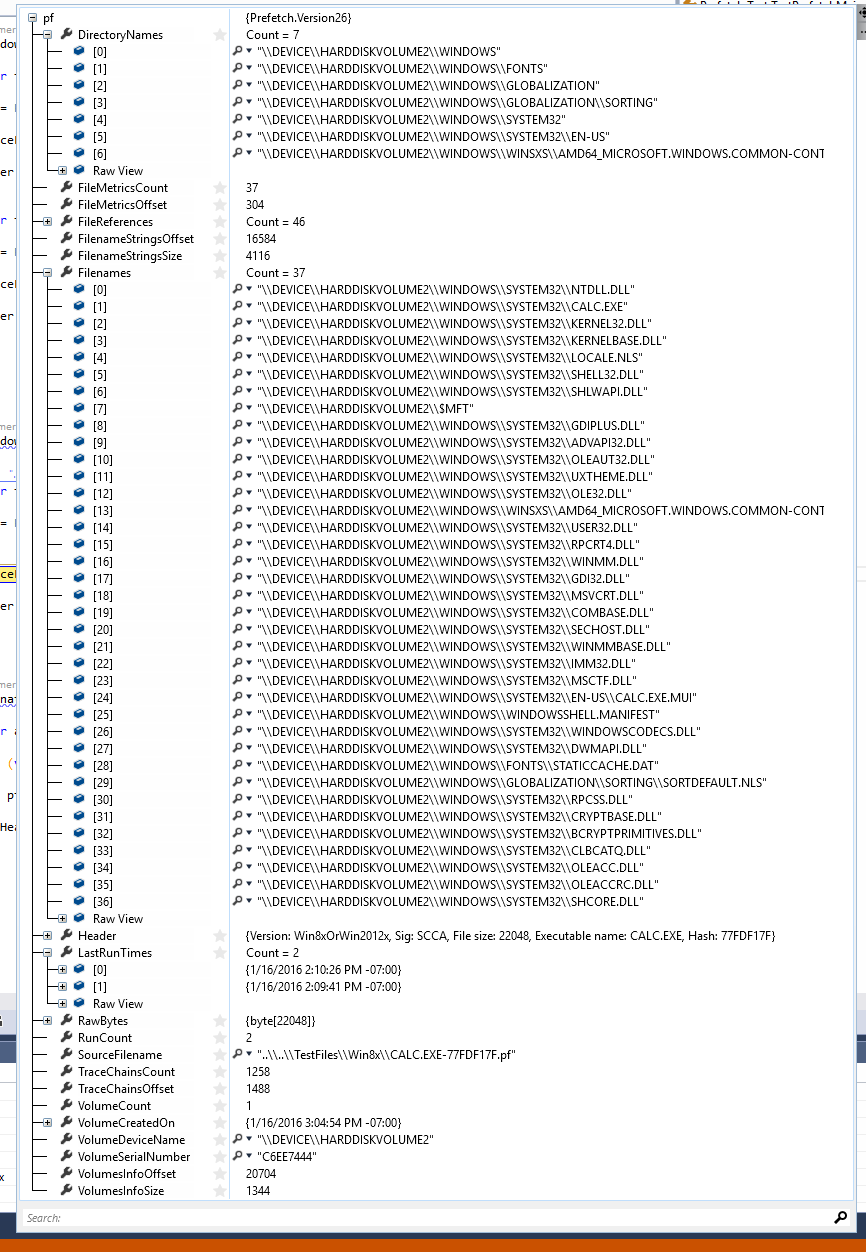 pf {Prefetch.Version26}
DirectoryNames Count = 7
[0] "\\DEVICE\\HARDDISKVOLUME2\\WINDOWS"
[1] "\\DEVICE\\HARDDISKVOLUME2\\WINDOWS\\FONTS"
[2] "\\DEVICE\\HARDDISKVOLUME2\\WINDOWS\\GLOBALIZATION"
[3] "\\DEVICE\\HARDDISKVOLUME2\\WINDOWS\\GLOBALIZATION\\SORTING"
[4] "\\DEVICE\\HARDDISKVOLUME2\\WINDOWS\\SYSTEM32"
[5] "\\DEVICE\\HARDDISKVOLUME2\\WINDOWS\\SYSTEM32\\EN-US"
[6] "\\DEVICE\\HARDDISKVOLUME2\\WINDOWS\\WINSXS\\AMD64_MICROSOFT.WINDOWS.COMMON-CONT
Raw View
FileMetricsCount 37
FileMetricsOffset 304
FileReferences Count = 46
FilenameStringsOffset 16584
FilenameStringsSize 4116
Filenames Count = 37
[0] "\\DEVICE\\HARDDISKVOLUME2\\WINDOWS\\SYSTEM32\\NTDLL.DLL"
[1] "\\DEVICE\\HARDDISKVOLUME2\\WINDOWS\\SYSTEM32\\CALC.EXE"
[2] "\\DEVICE\\HARDDISKVOLUME2\\WINDOWS\\SYSTEM32\\KERNEL32.DLL"
[3] "\\DEVICE\\HARDDISKVOLUME2\\WINDOWS\\SYSTEM32\\KERNELBASE.DLL"
[4] "\\DEVICE\\HARDDISKVOLUME2\\WINDOWS\\SYSTEM32\\LOCALE.NLS"
[5] "\\DEVICE\\HARDDISKVOLUME2\\WINDOWS\\SYSTEM32\\SHELL32.DLL"
[6] "\\DEVICE\\HARDDISKVOLUME2\\WINDOWS\\SYSTEM32\\SHLWAPI.DLL"
[7] "\\DEVICE\\HARDDISKVOLUME2\\$MFT"
[8] "\\DEVICE\\HARDDISKVOLUME2\\WINDOWS\\SYSTEM32\\GDIPLUS.DLL"
[9] "\\DEVICE\\HARDDISKVOLUME2\\WINDOWS\\SYSTEM32\\ADVAPI32.DLL"
[10] "\\DEVICE\\HARDDISKVOLUME2\\WINDOWS\\SYSTEM32\\OLEAUT32.DLL"
[11] "\\DEVICE\\HARDDISKVOLUME2\\WINDOWS\\SYSTEM32\\UXTHEME.DLL"
[12] "\\DEVICE\\HARDDISKVOLUME2\\WINDOWS\\SYSTEM32\\OLE32.DLL"
[13] "\\DEVICE\\HARDDISKVOLUME2\\WINDOWS\\WINSXS\\AMD64_MICROSOFT.WINDOWS.COMMON-CONT
[14] "\\DEVICE\\HARDDISKVOLUME2\\WINDOWS\\SYSTEM32\\USER32.DLL"
[15] "\\DEVICE\\HARDDISKVOLUME2\\WINDOWS\\SYSTEM32\\RPCRT4.DLL"
[16] "\\DEVICE\\HARDDISKVOLUME2\\WINDOWS\\SYSTEM32\\WINMM.DLL"
[17] "\\DEVICE\\HARDDISKVOLUME2\\WINDOWS\\SYSTEM32\\GDI32.DLL"
[18] "\\DEVICE\\HARDDISKVOLUME2\\WINDOWS\\SYSTEM32\\MSVCRT.DLL"
[19] "\\DEVICE\\HARDDISKVOLUME2\\WINDOWS\\SYSTEM32\\COMBASE.DLL"
[20] "\\DEVICE\\HARDDISKVOLUME2\\WINDOWS\\SYSTEM32\\SECHOST.DLL"
[21] "\\DEVICE\\HARDDISKVOLUME2\\WINDOWS\\SYSTEM32\\WINMMBASE.DLL"
[22] "\\DEVICE\\HARDDISKVOLUME2\\WINDOWS\\SYSTEM32\\IMM32.DLL"
[23] "\\DEVICE\\HARDDISKVOLUME2\\WINDOWS\\SYSTEM32\\MSCTF.DLL"
[24] "\\DEVICE\\HARDDISKVOLUME2\\WINDOWS\\SYSTEM32\\EN-US\\CALC.EXE.MUI"
[25] "\\DEVICE\\HARDDISKVOLUME2\\WINDOWS\\WINDOWSSHELL.MANIFEST"
[26] "\\DEVICE\\HARDDISKVOLUME2\\WINDOWS\\SYSTEM32\\WINDOWSCODECS.DLL"
[27] "\\DEVICE\\HARDDISKVOLUME2\\WINDOWS\\SYSTEM32\\DWMAPI.DLL"
[28] "\\DEVICE\\HARDDISKVOLUME2\\WINDOWS\\FONTS\\STATICCACHE.DAT"
[29] "\\DEVICE\\HARDDISKVOLUME2\\WINDOWS\\GLOBALIZATION\\SORTING\\SORTDEFAULT.NLS"
[30] "\\DEVICE\\HARDDISKVOLUME2\\WINDOWS\\SYSTEM32\\RPCSS.DLL"
[31] "\\DEVICE\\HARDDISKVOLUME2\\WINDOWS\\SYSTEM32\\CRYPTBASE.DLL"
[32] "\\DEVICE\\HARDDISKVOLUME2\\WINDOWS\\SYSTEM32\\BCRYPTPRIMITIVES.DLL"
[33] "\\DEVICE\\HARDDISKVOLUME2\\WINDOWS\\SYSTEM32\\CLBCATQ.DLL"
[34] "\\DEVICE\\HARDDISKVOLUME2\\WINDOWS\\SYSTEM32\\OLEACC.DLL"
[35] "\\DEVICE\\HARDDISKVOLUME2\\WINDOWS\\SYSTEM32\\OLEACCRC.DLL"
[36] "\\DEVICE\\HARDDISKVOLUME2\\WINDOWS\\SYSTEM32\\SHCORE.DLL"
Raw View
Header {Version: Win8xOrWin2012x, Sig: SCCA, File size: 22048, Executable name: CALC.EXE, Hash: 77FDF17F}
LastRunTimes Count = 2
[0] {1/16/2016 2:10:26 PM -07:00}
[1] {1/16/2016 2:09:41 PM -07:00}
Raw View
RawBytes {byte[22048]}
RunCount 2
SourceFilename "..\\..\\TestFiles\\Win8x\\CALC.EXE-77FDF17F.pf"
TraceChainsCount 1258
TraceChainsOffset 1488
VolumeCount 1
VolumeCreatedOn {1/16/2016 3:04:54 PM -07:00}
VolumeDeviceName "\\DEVICE\\HARDDISKVOLUME2"
VolumeSerialNumber "C6EE7444"
VolumesInfoOffset 20704
VolumesInfoSize 1344
Search: